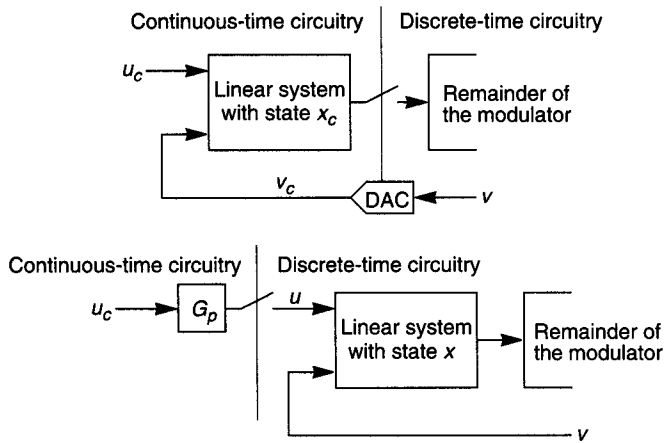 Continuous-time circuitry
Discrete-time circuitry
u_c
Linear system
with state x_c
Remainder of
the modulator
v_c
DAC
v
Continuous-time circuitry
Discrete-time circuitry
u_c
G_p
u
Linear system
with state x
Remainder of
the modulator
v